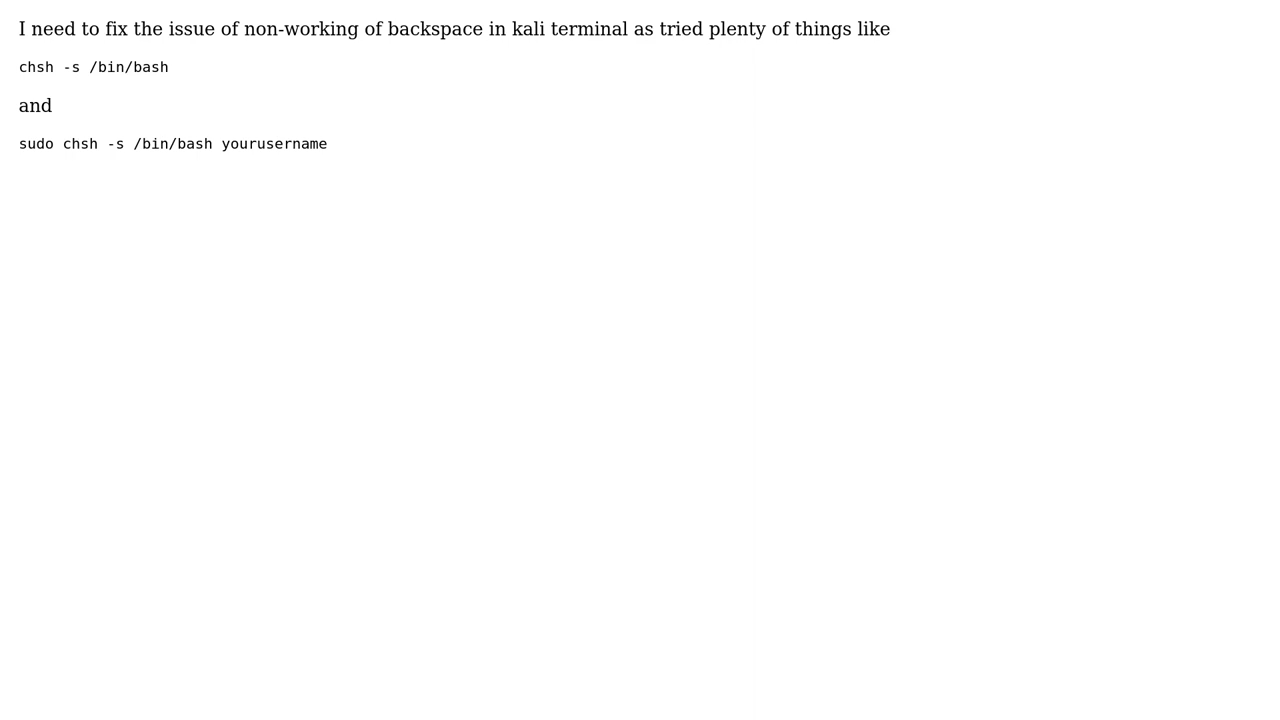 I need to fix the issue of non-working of backspace in kali terminal as tried plenty of things like
chsh -s /bin/bash
and
sudo chsh -s /bin/bash yourusername